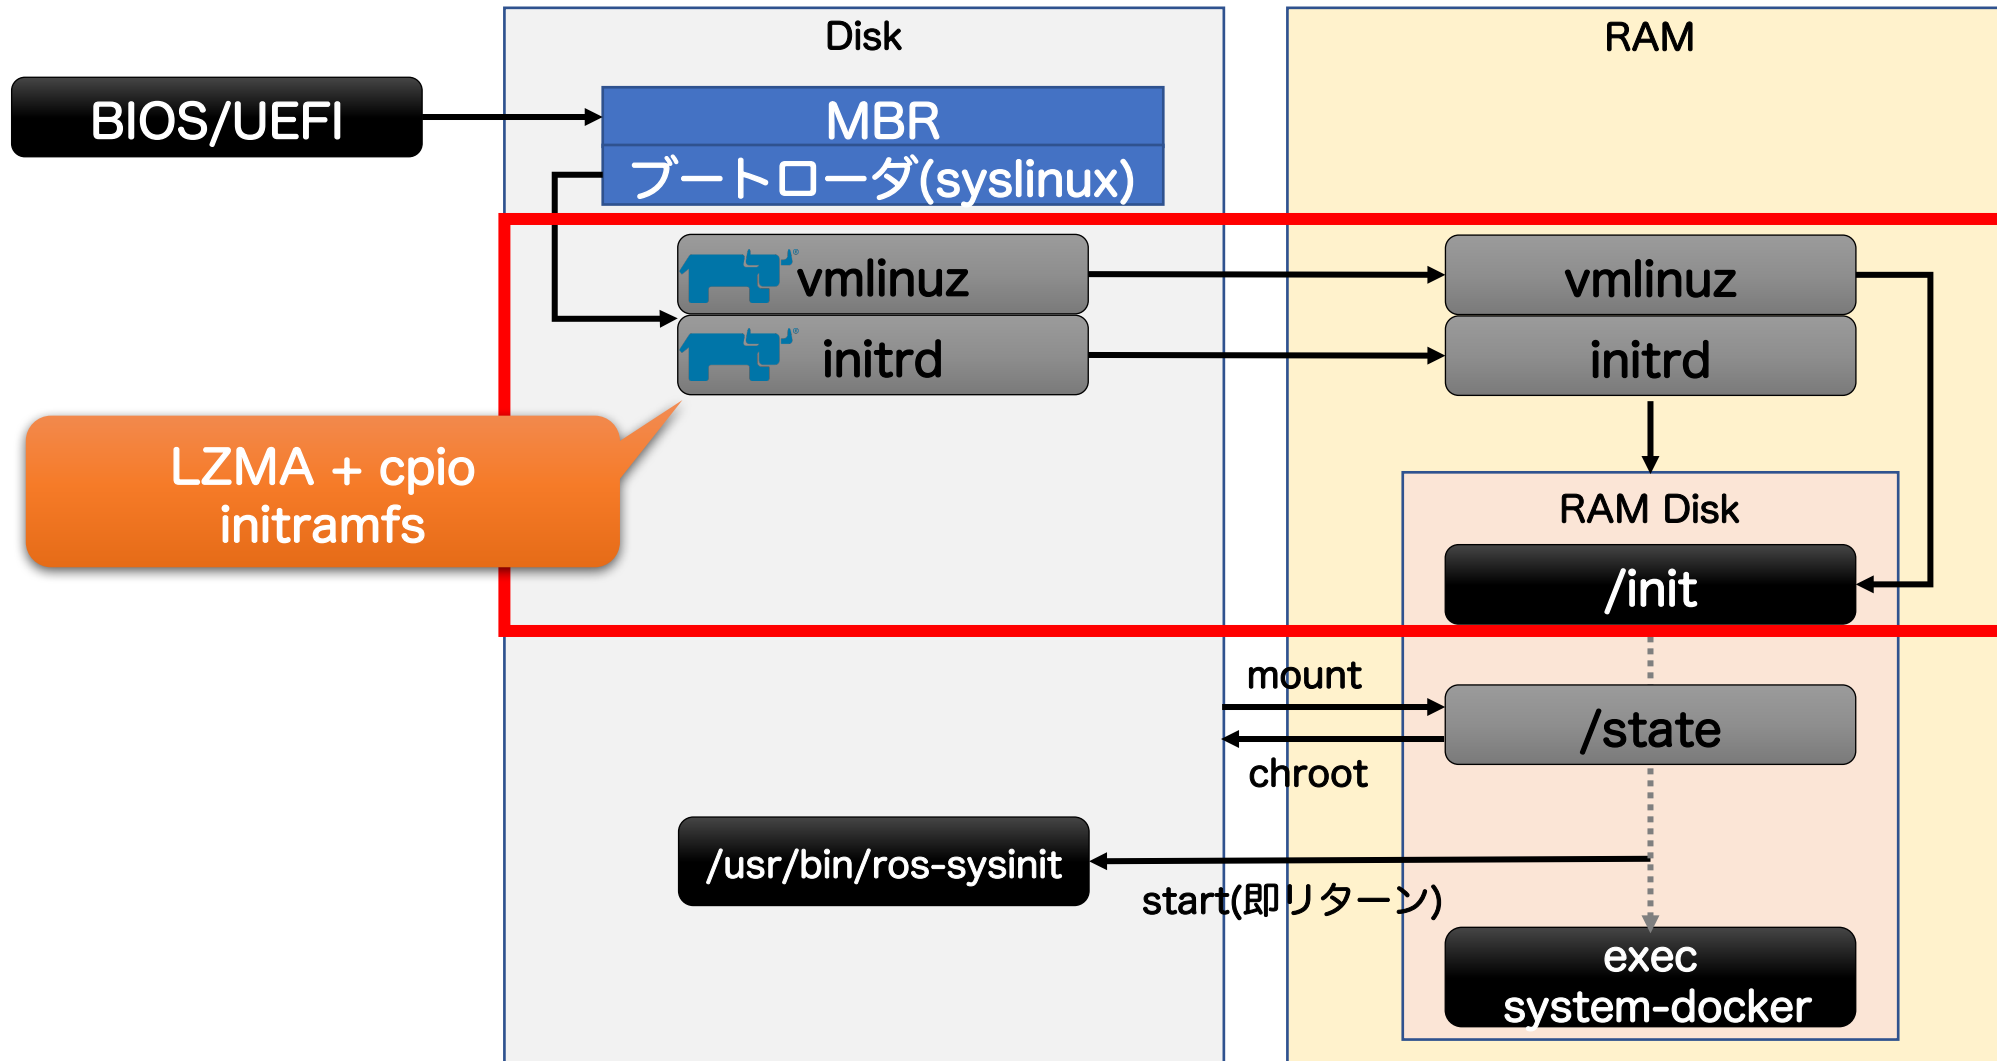 Disk
RAM
BIOS/UEFI
MBR
ブートローダ(syslinux)
vmlinuz
vmlinuz
initrd
initrd
LZMA + cpio
initramfs
RAM Disk
/init
mount
/state
chroot
/usr/bin/ros-sysinit
start(即リターン)
exec
system-docker